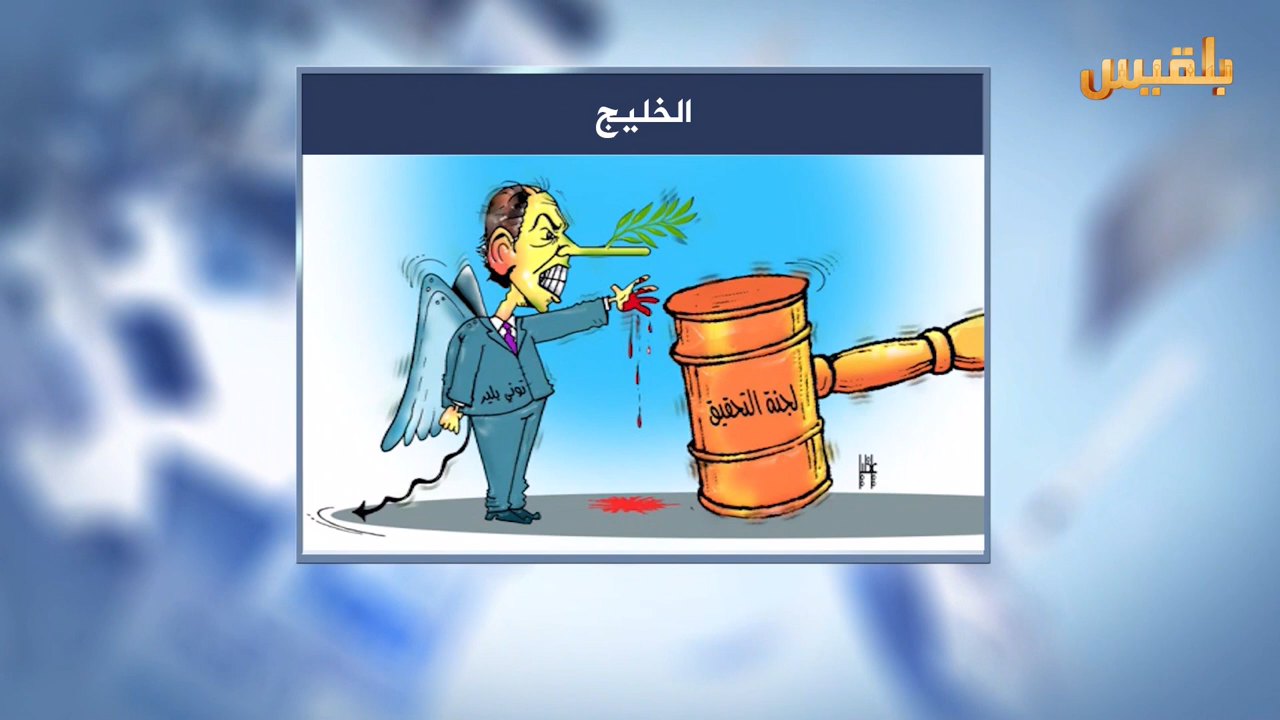 بلقيس
الخليج
توني بلير
لجنة التحقيق